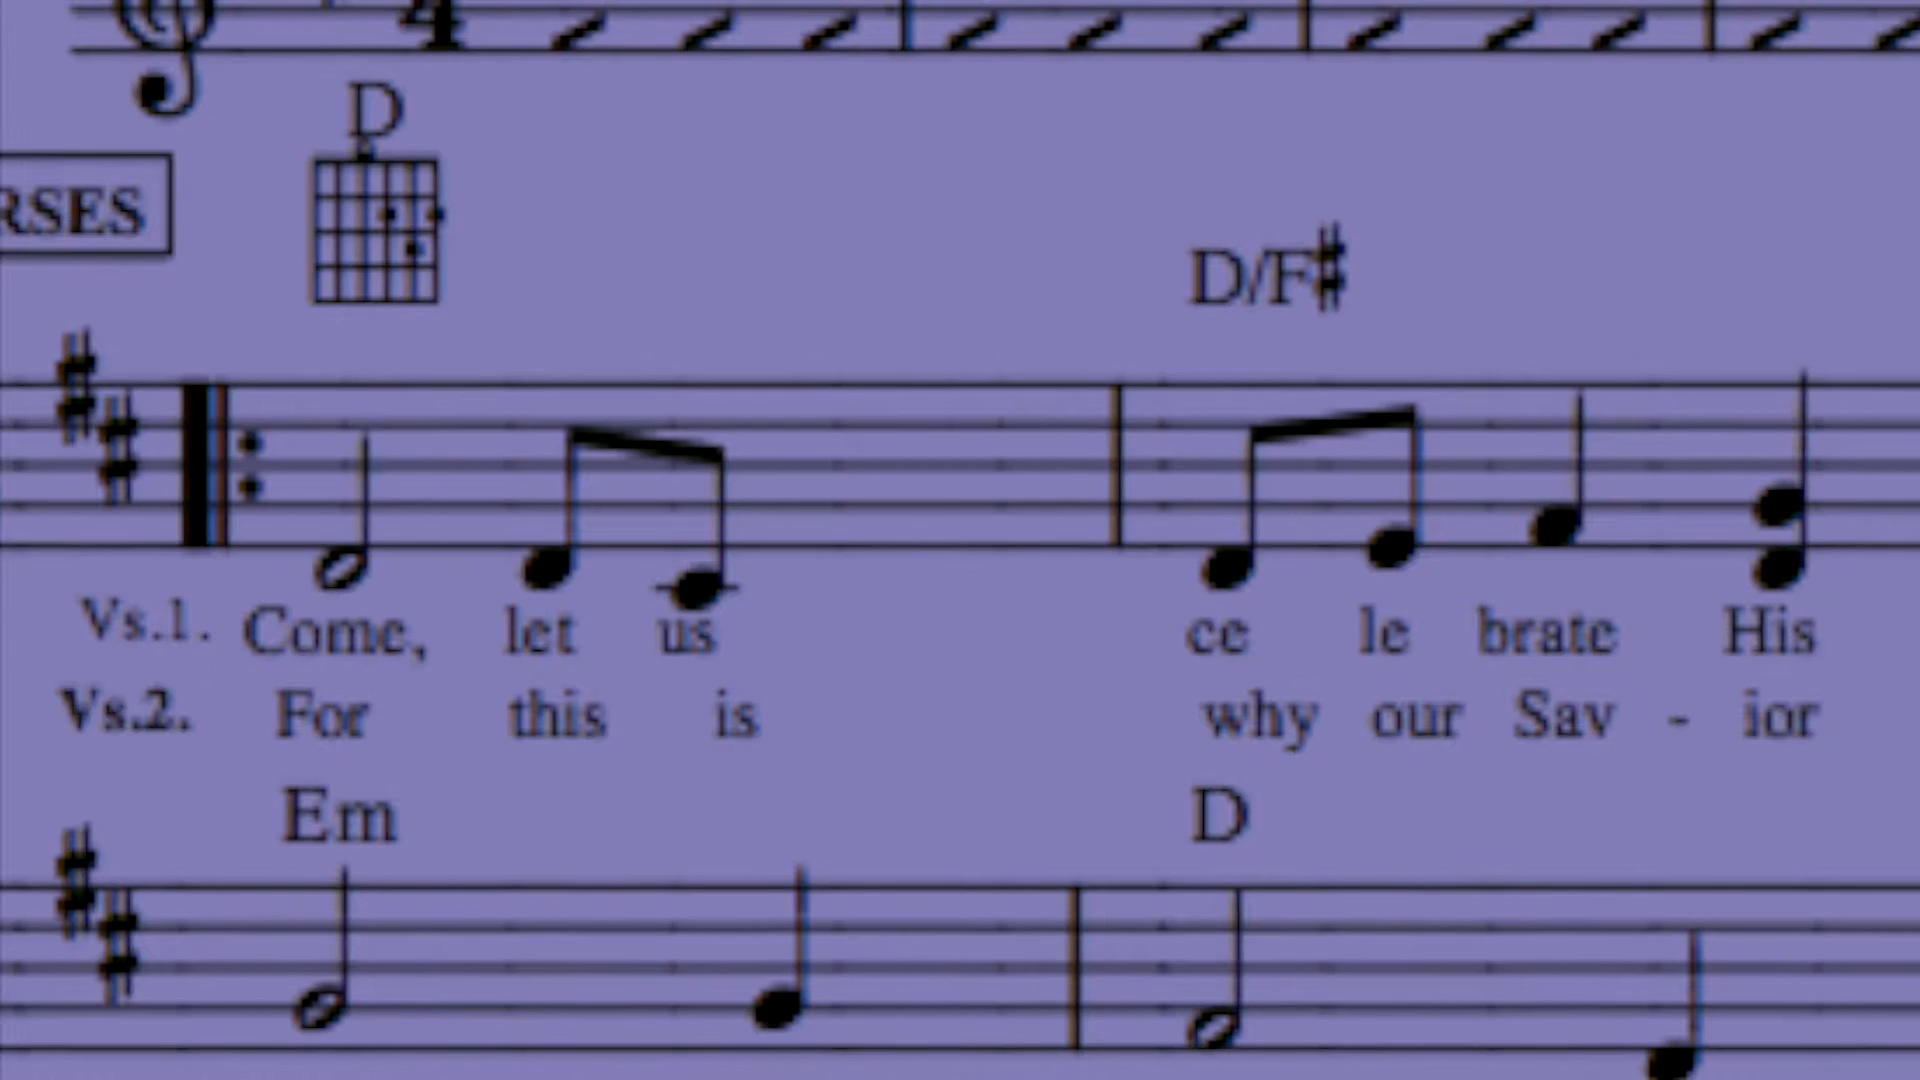 4
D
RSES
D/F#
Vs.1. Come, let us ce le brate His
Vs.2. For this is why our Sav - ior
Em D